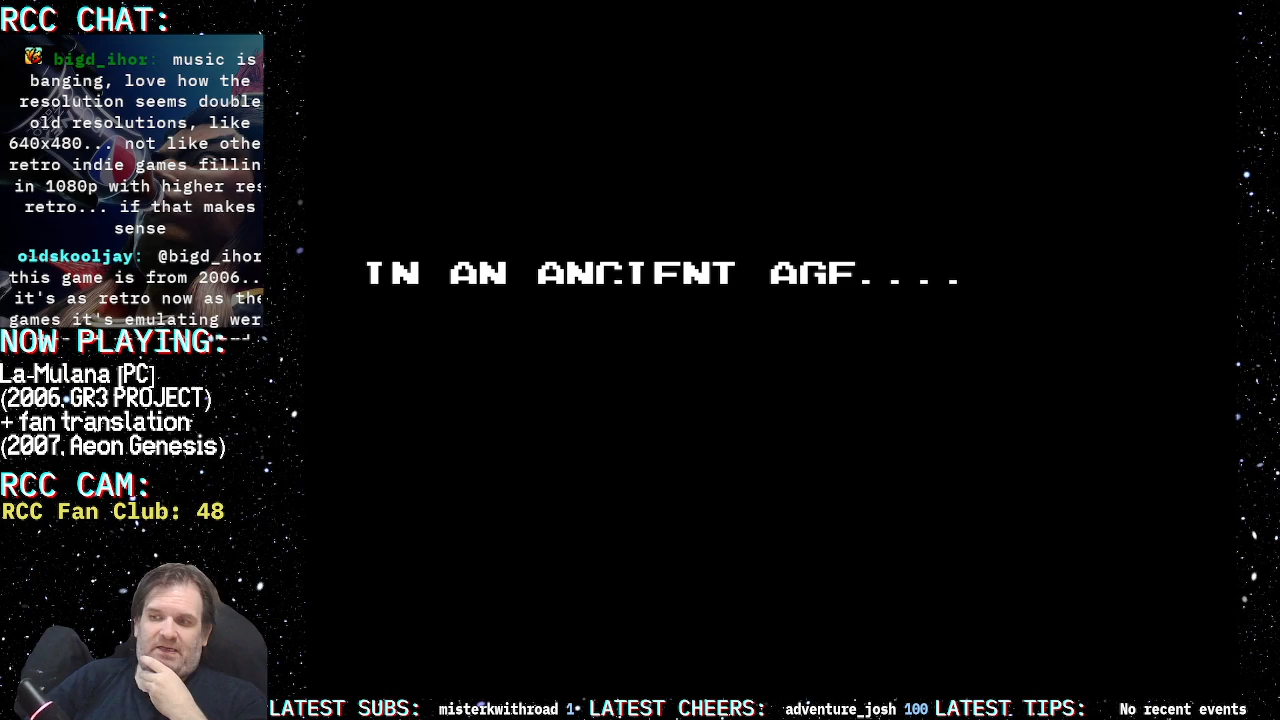 RCC CHAT:
bigd_ihor: music is
banging, love how the
resolution seems double
old resolutions, like
640x480... not like othe
retro indie games fillin
in 1080p with higher res
retro... if that makes
sense
oldskooljay: @bigd_ihor
this game is from 2006..
it's as retro now as the
games it's emulating wer
NOW PLAYING:
La-Mulana [PC]
(2006, GR3 PROJECT)
+ fan translation
(2007, Aeon Genesis)
RCC CAM:
RCC Fan Club: 48
IN AN ANCIENT AGE....
LATEST SUBS: misterkwithroad 1• LATEST CHEERS: adventure_josh 100 LATEST TIPS: No recent events